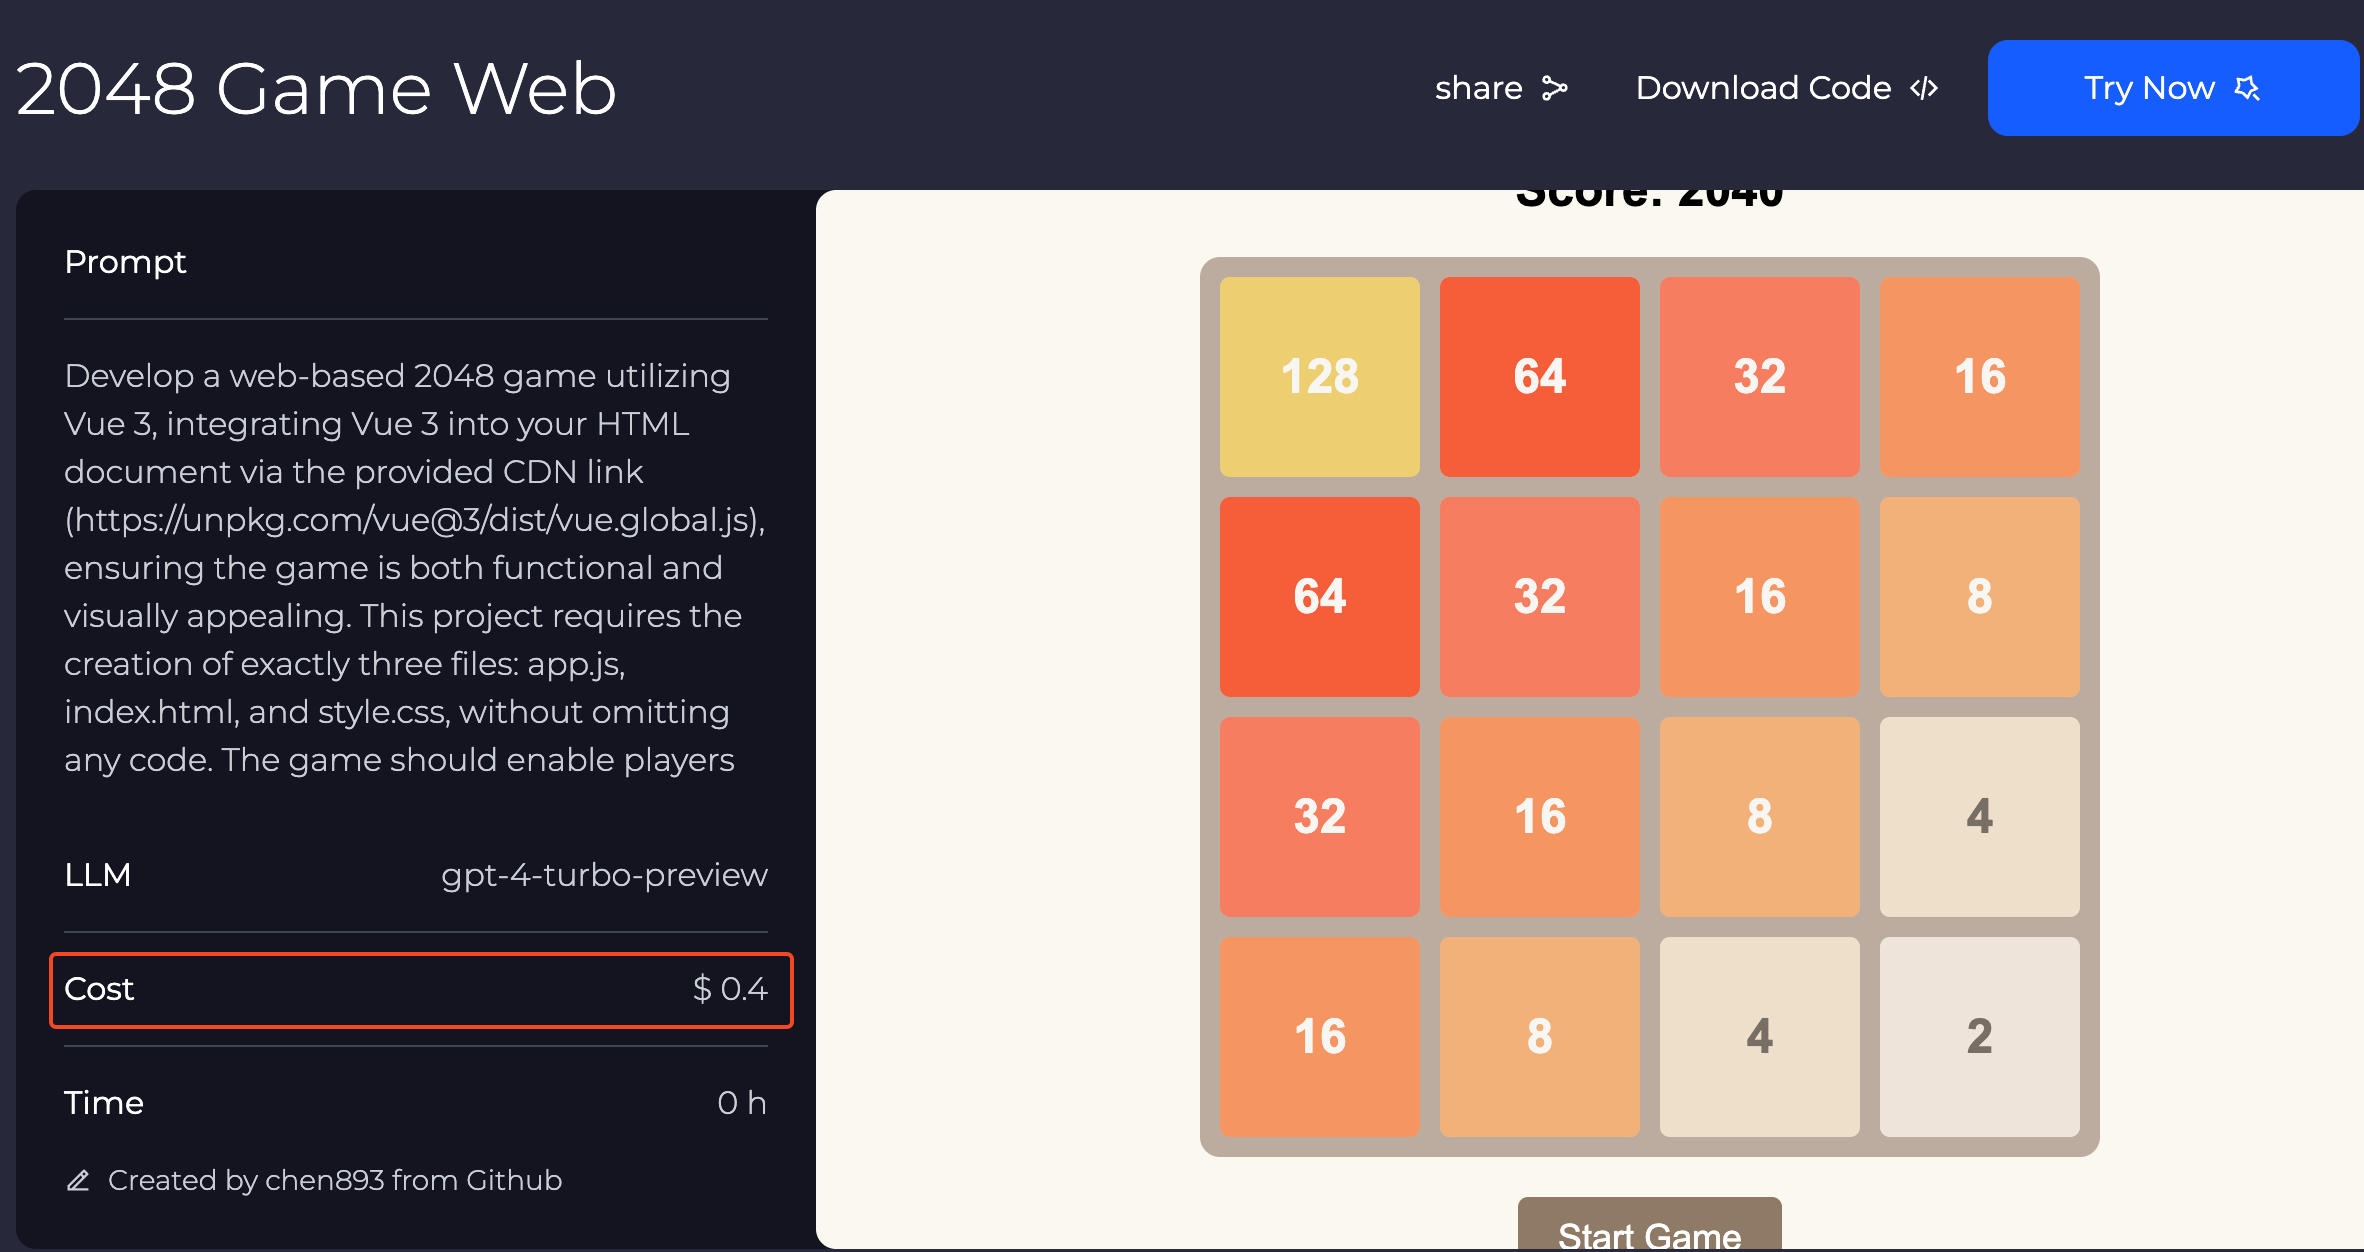 2048 Game Web
share
Download Code
Try Now
Prompt
Develop a web-based 2048 game utilizing
Vue 3, integrating Vue 3 into your HTML
document via the provided CDN link
(https://unpkg.com/vue@3/dist/vue.global.js),
ensuring the game is both functional and
visually appealing. This project requires the
creation of exactly three files: app.js,
index.html, and style.css, without omitting
any code. The game should enable players
LLM gpt-4-turbo-preview
Cost $ 0.4
Time 0 h
Created by chen893 from Github
Score: 2040
128 64 32 16
64 32 16 8
32 16 8 4
16 8 4 2
Start Game